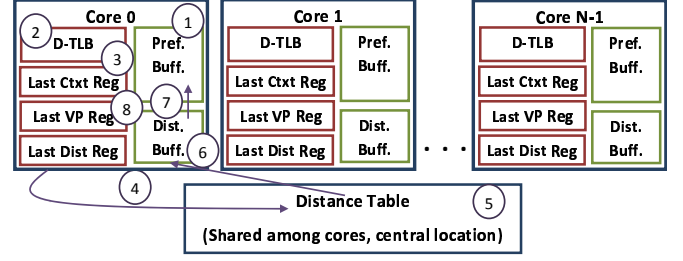 Core 0
1
2
D-TLB
Pref.
Buff.
3
Last Ctxt Reg
Last VP Reg
8
7
Dist.
Buff.
Last Dist Reg
6
4
Core 1
D-TLB
Pref.
Buff.
Last Ctxt Reg
Last VP Reg
Dist.
Buff.
Last Dist Reg
. . .
Core N-1
D-TLB
Pref.
Buff.
Last Ctxt Reg
Last VP Reg
Dist.
Buff.
Last Dist Reg
Distance Table
5
(Shared among cores, central location)